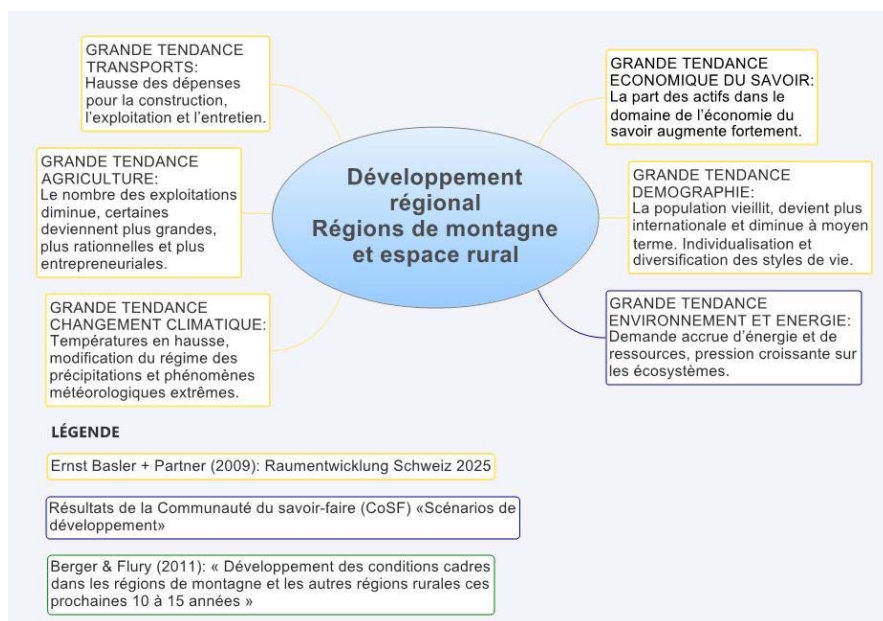 GRANDE TENDANCE
TRANSPORTS:
Hausse des dépenses
pour la construction,
l'exploitation et l'entretien.
GRANDE TENDANCE
AGRICULTURE:
Le nombre des exploitations
diminue, certaines
deviennent plus grandes,
plus rationnelles et plus
entrepreneuriales.
GRANDE TENDANCE
CHANGEMENT CLIMATIQUE:
Températures en hausse,
modification du régime des
précipitations et phénomènes
météorologiques extrêmes.
Développement
régional
Régions de montagne
et espace rural
GRANDE TENDANCE
ECONOMIQUE DU SAVOIR:
La part des actifs dans le
domaine de l'économie du
savoir augmente fortement.
GRANDE TENDANCE
DEMOGRAPHIE:
La population vieillit, devient plus
internationale et diminue à moyen
terme. Individualisation et
diversification des styles de vie.
GRANDE TENDANCE
ENVIRONNEMENT ET ENERGIE:
Demande accrue d'énergie et de
ressources, pression croissante sur
les écosystèmes.
LÉGENDE
Ernst Basler + Partner (2009): Raumentwicklung Schweiz 2025
Résultats de la Communauté du savoir-faire (CoSF) «Scénarios de
développement»
Berger & Flury (2011): « Développement des conditions cadres
dans les régions de montagne et les autres régions rurales ces
prochaines 10 à 15 années »